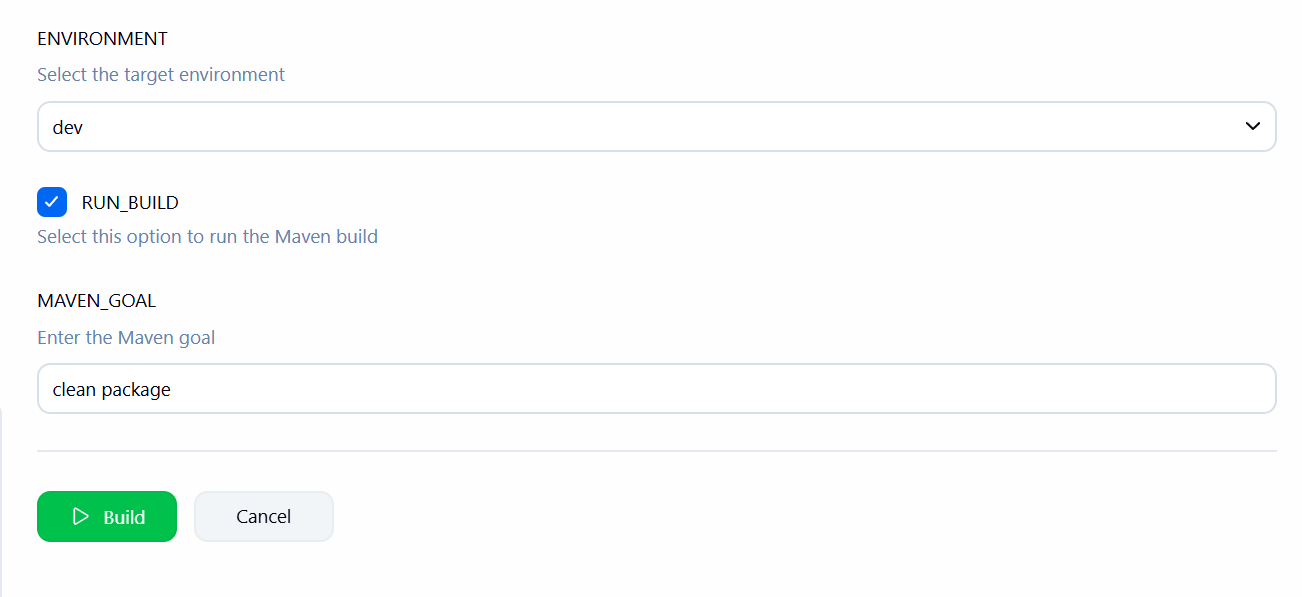 ENVIRONMENT
Select the target environment
dev
RUN_BUILD
Select this option to run the Maven build
MAVEN_GOAL
Enter the Maven goal
clean package
Build
Cancel